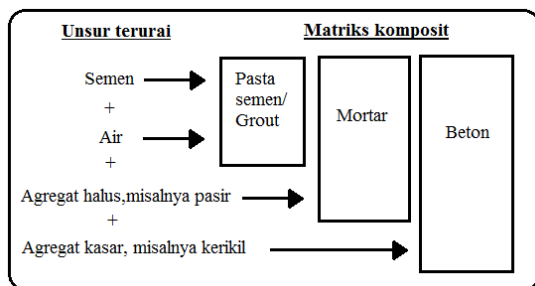 Unsur terurai
Matriks komposit
Semen
+
Air
+
Agregat halus,misalnya pasir
+
Agregat kasar, misalnya kerikil
Pasta
semen/
Grout
Mortar
Beton